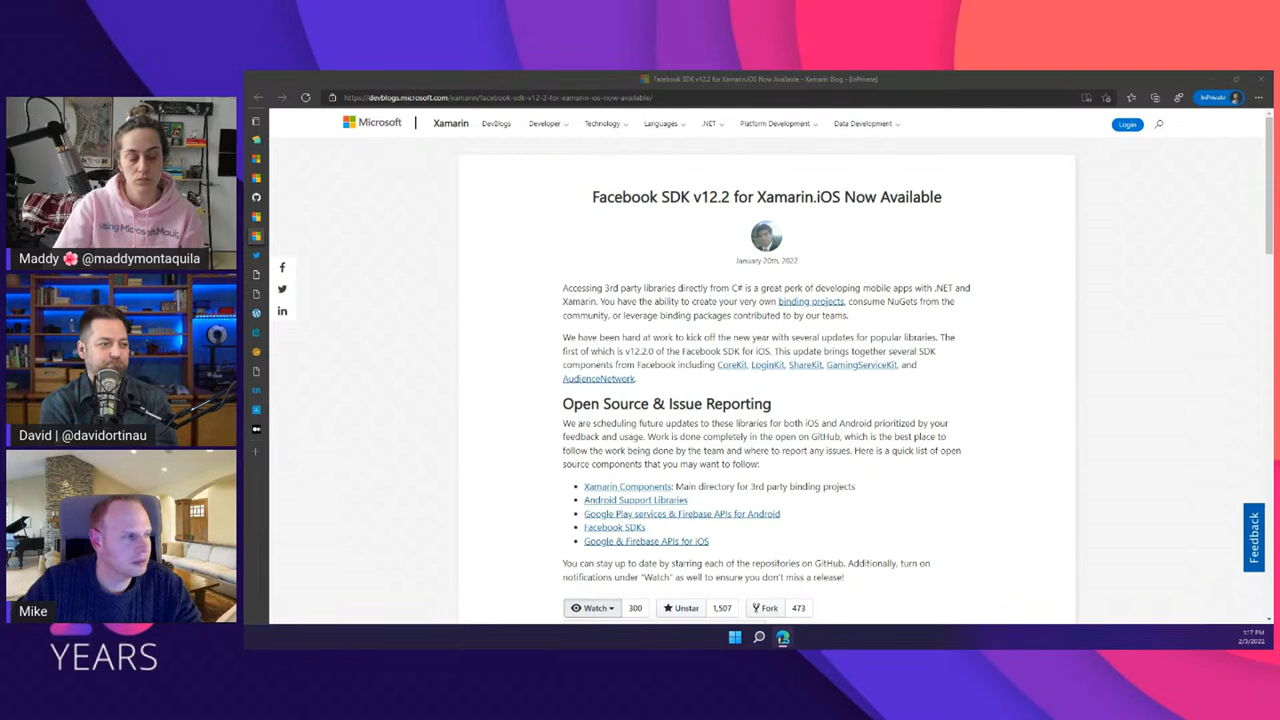 Facebook SDK v12.2 for Xamarin.iOS Now Available - Xamarin Blog - [InPrivate]
https://devblogs.microsoft.com/xamarin/facebook-sdk-v12-2-for-xamarin-ios-now-available/
InPrivate
Microsoft Xamarin DevBlogs Developer Technology Languages .NET Platform Development Data Development Login
Facebook SDK v12.2 for Xamarin.iOS Now Available
January 20th, 2022
Accessing 3rd party libraries directly from C# is a great perk of developing mobile apps with .NET and
Xamarin. You have the ability to create your very own binding projects, consume NuGets from the
community, or leverage binding packages contributed to by our teams.
We have been hard at work to kick off the new year with several updates for popular libraries. The
first of which is v12.2.0 of the Facebook SDK for iOS. This update brings together several SDK
components from Facebook including CoreKit, LoginKit, ShareKit, GamingServiceKit, and
AudienceNetwork.
Open Source & Issue Reporting
We are scheduling future updates to these libraries for both iOS and Android prioritized by your
feedback and usage. Work is done completely in the open on GitHub, which is the best place to
follow the work being done by the team and where to report any issues. Here is a quick list of open
source components that you may want to follow:
• Xamarin Components: Main directory for 3rd party binding projects
• Android Support Libraries
• Google Play services & Firebase APIs for Android
• Facebook SDKs
• Google & Firebase APIs for iOS
You can stay up to date by starring each of the repositories on GitHub. Additionally, turn on
notifications under "Watch" as well to ensure you don't miss a release!
Watch 300 Unstar 1,507 Fork 473
Feedback
1:17 PM
2/3/2022
using Microsoft.Maui;
Maddy 🌺 @maddymontaquila
David | @davidortinau
Mike
YEARS